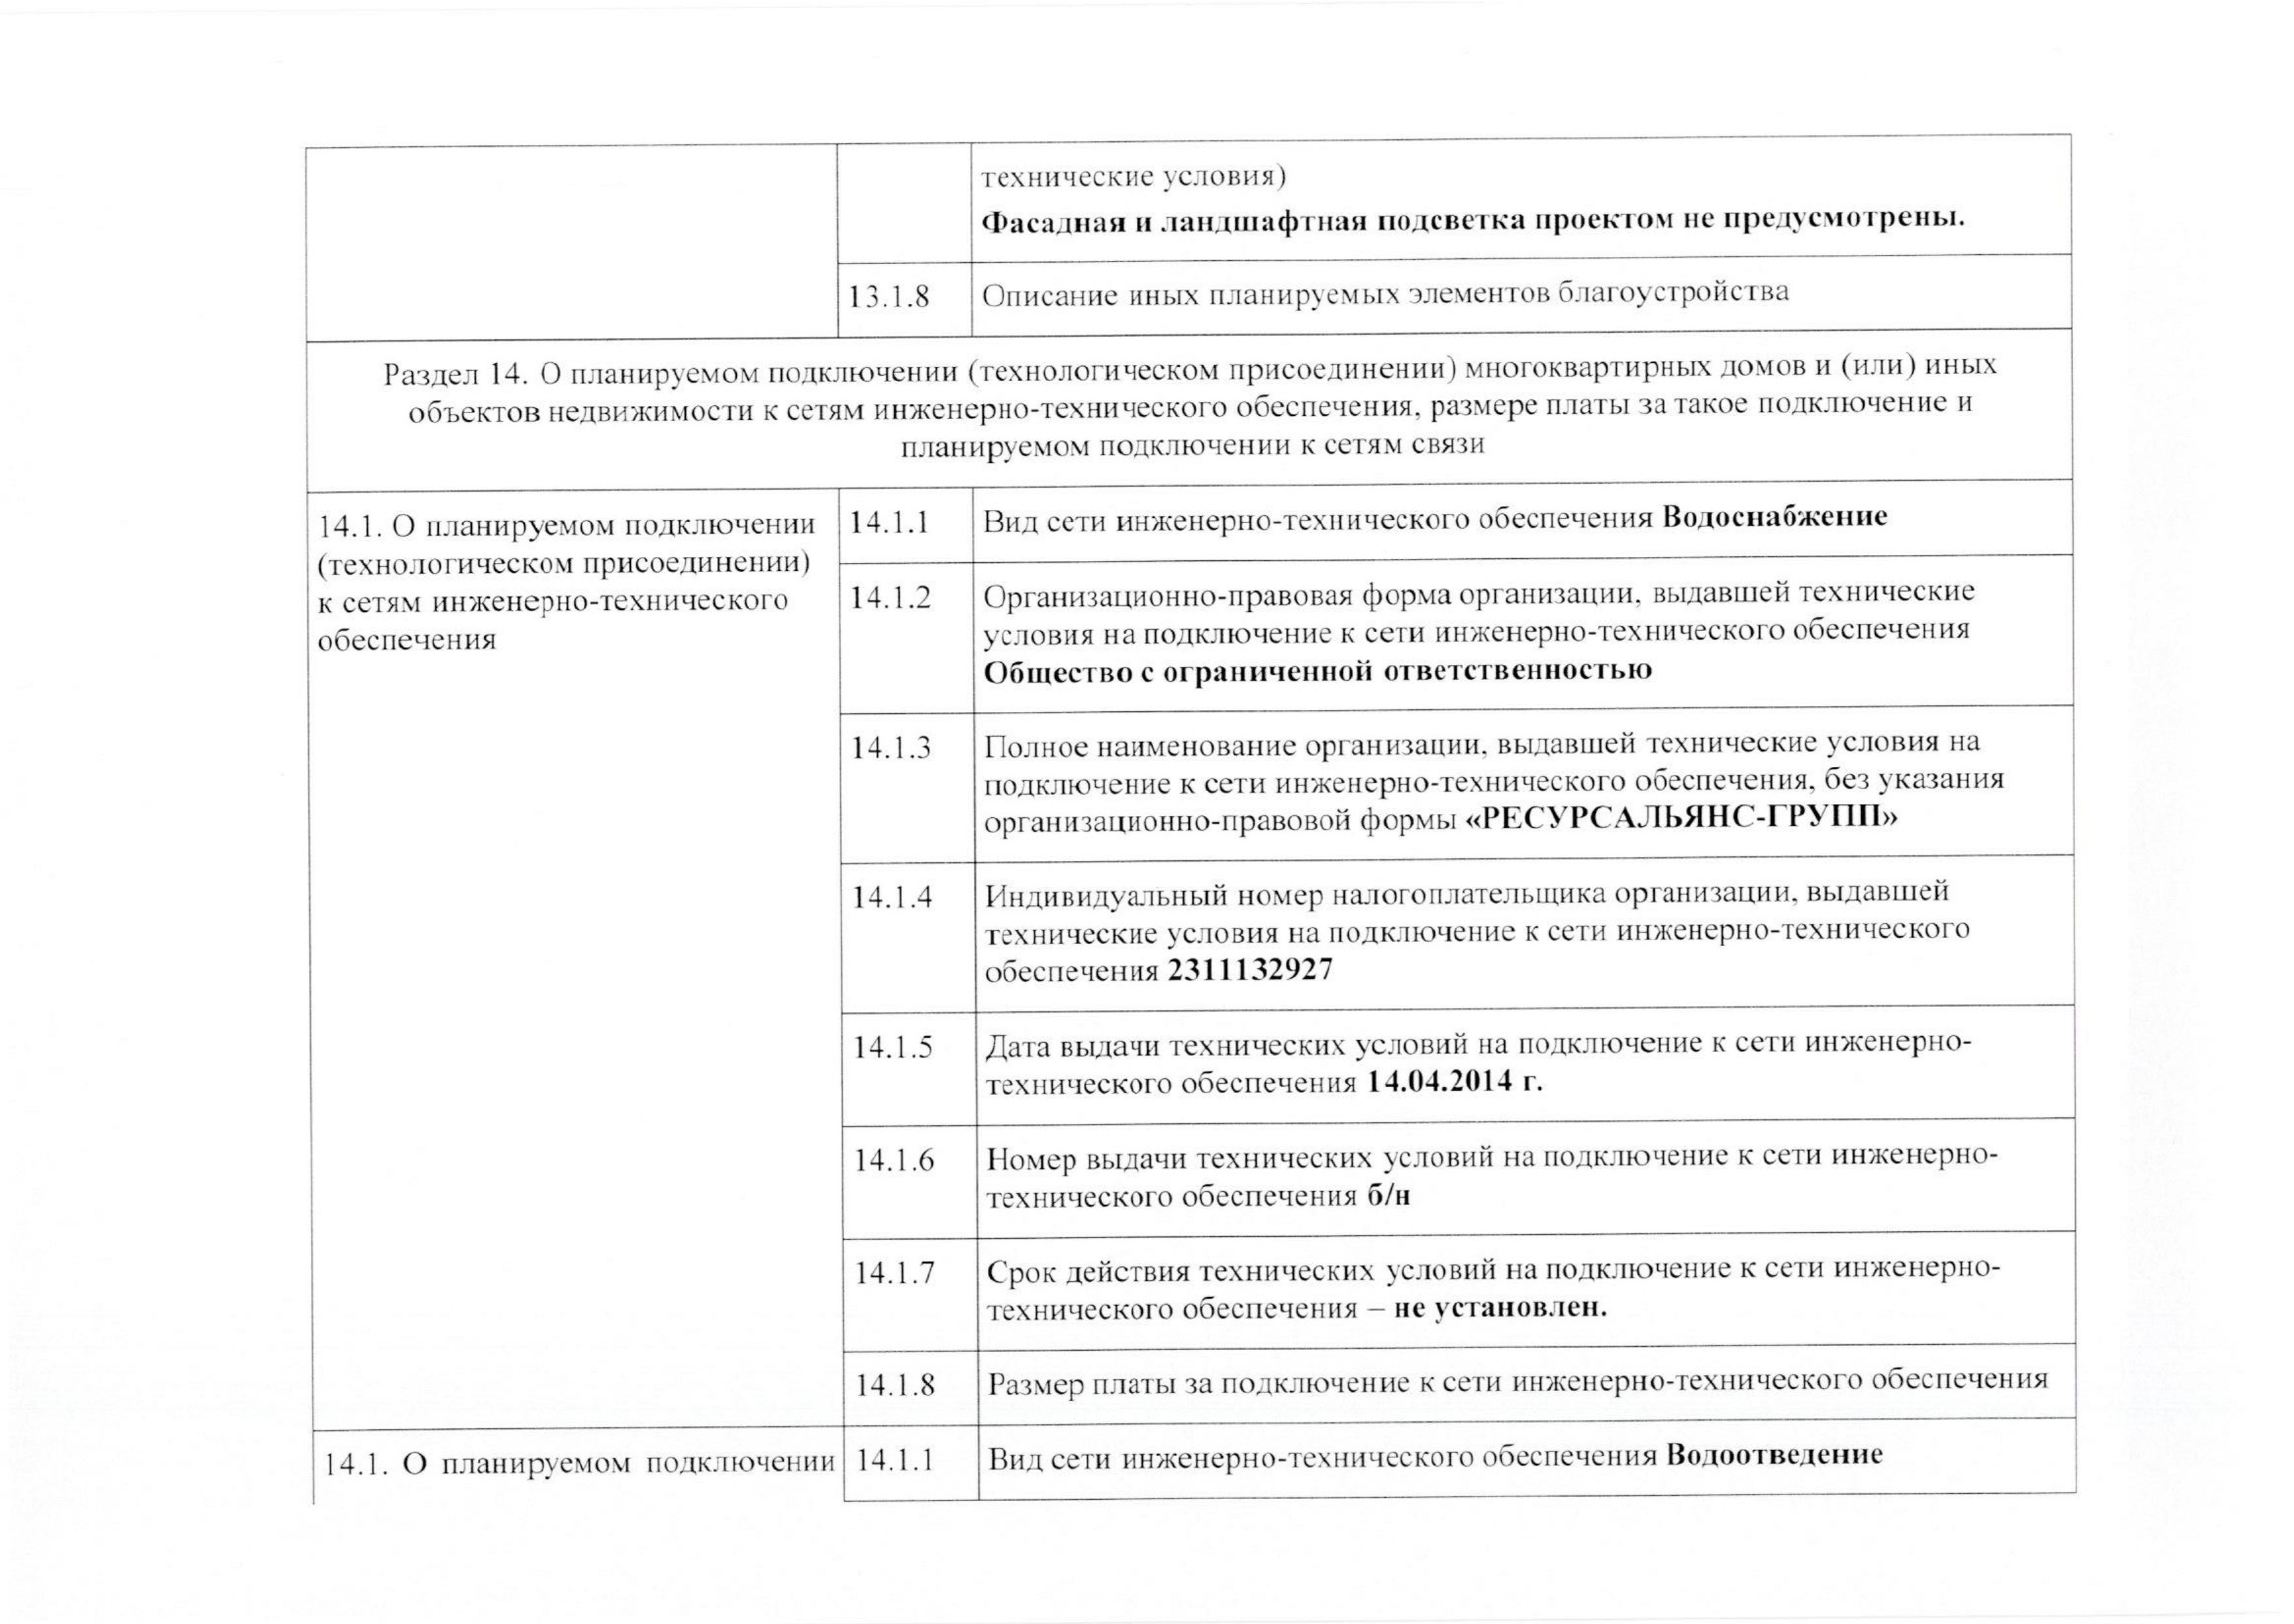 технические условия)
Фасадная и ландшафтная подсветка проектом не предусмотрены.
13.1.8 Описание иных планируемых элементов благоустройства
Раздел 14. О планируемом подключении (технологическом присоединении) многоквартирных домов и (или) иных
объектов недвижимости к сетям инженерно-технического обеспечения, размере платы за такое подключение и
планируемом подключении к сетям связи
14.1. О планируемом подключении
(технологическом присоединении)
к сетям инженерно-технического
обеспечения
14.1.1 Вид сети инженерно-технического обеспечения Водоснабжение
14.1.2 Организационно-правовая форма организации, выдавшей технические
условия на подключение к сети инженерно-технического обеспечения
Общество с ограниченной ответственностью
14.1.3 Полное наименование организации, выдавшей технические условия на
подключение к сети инженерно-технического обеспечения, без указания
организационно-правовой формы «РЕСУРСАЛЬЯНС-ГРУПП»
14.1.4 Индивидуальный номер налогоплательщика организации, выдавшей
технические условия на подключение к сети инженерно-технического
обеспечения 2311132927
14.1.5 Дата выдачи технических условий на подключение к сети инженерно-
технического обеспечения 14.04.2014 г.
14.1.6 Номер выдачи технических условий на подключение к сети инженерно-
технического обеспечения б/н
14.1.7 Срок действия технических условий на подключение к сети инженерно-
технического обеспечения – не установлен.
14.1.8 Размер платы за подключение к сети инженерно-технического обеспечения
14.1. О планируемом подключении
14.1.1 Вид сети инженерно-технического обеспечения Водоотведение